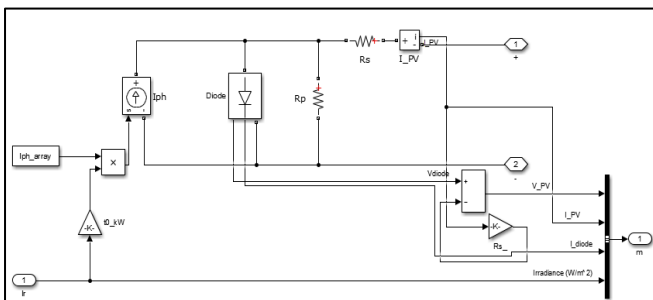 Rs
+
-
i
I_PV
I_PV
1
+
+
Iph
s
-
Diode
Rp
Iph_array
×
2
-
Vdiode
+
-
V_PV
-K-
t0_kW
-K-
Rs_
I_PV
I_diode
1
m
1
Ir
Irradiance (W/m^2)